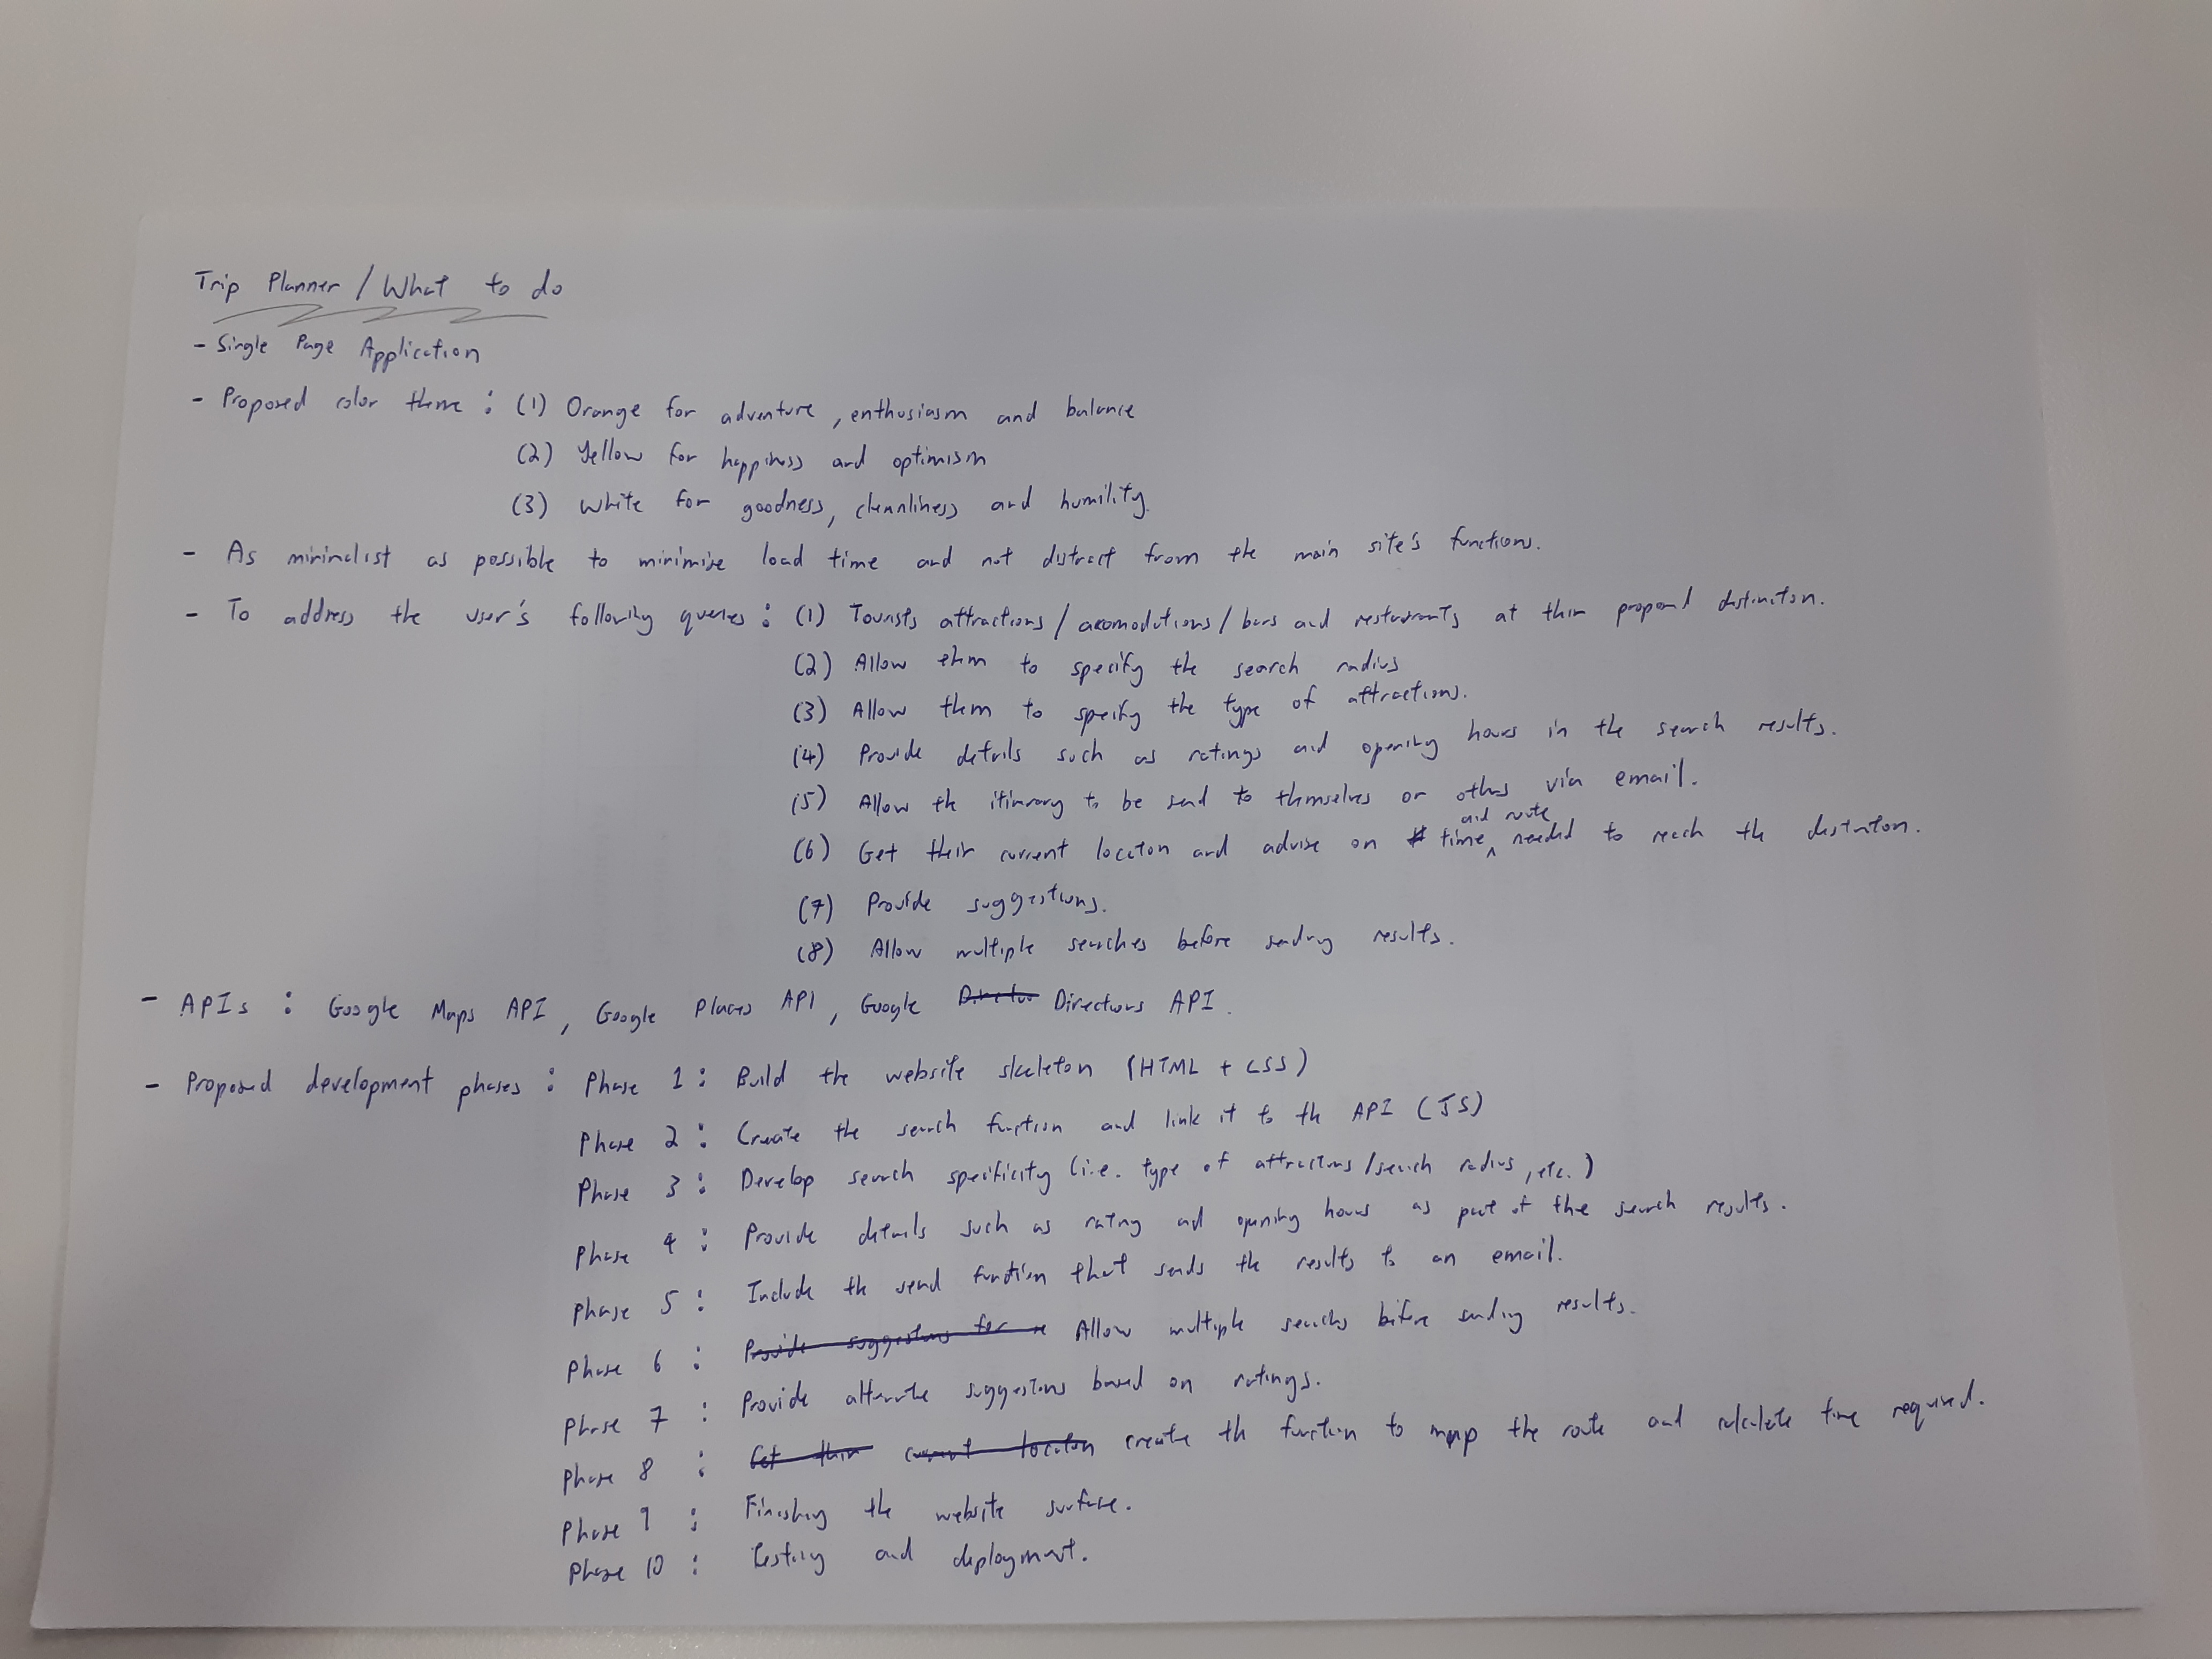 Trip Planner / What to do
- Single Page Application
- Proposed color theme : (1) Orange for adventure, enthusiasm and balance
(2) Yellow for happiness and optimism
(3) White for goodness, cleanliness and humility.
- As minimalist as possible to minimise load time and not distract from the main site's functions.
- To address the user's following queries : (1) Tourists attractions / accomodations / bars and restaurants at their proposed destination.
(2) Allow them to specify the search radius
(3) Allow them to specify the type of attractions.
(4) Provide details such as ratings and opening hours in the search results.
(5) Allow the itinerary to be send to themselves or others via email.
(6) Get their current location and advise on time and route needed to reach the destination.
(7) Provide suggestions.
(8) Allow multiple searches before sending results.
- APIs : Google Maps API, Google Places API, Google Directions API.
- Proposed development phases : Phase 1 : Build the website skeleton (HTML + CSS)
Phase 2 : Create the search function and link it to the API (JS)
Phase 3 : Develop search specificity (i.e. type of attractions / search radius, etc.)
Phase 4 : Provide details such as rating and opening hours as part of the search results.
Phase 5 : Include the send function that sends the results to an email.
Phase 6 : Provide suggestions for Allow multiple searches before sending results.
Phase 7 : Provide alternate suggestions based on ratings.
Phase 8 : Get their current location create the function to map the route and calculate time required.
Phase 9 : Finishing the website surface.
Phase 10 : Testing and deployment.